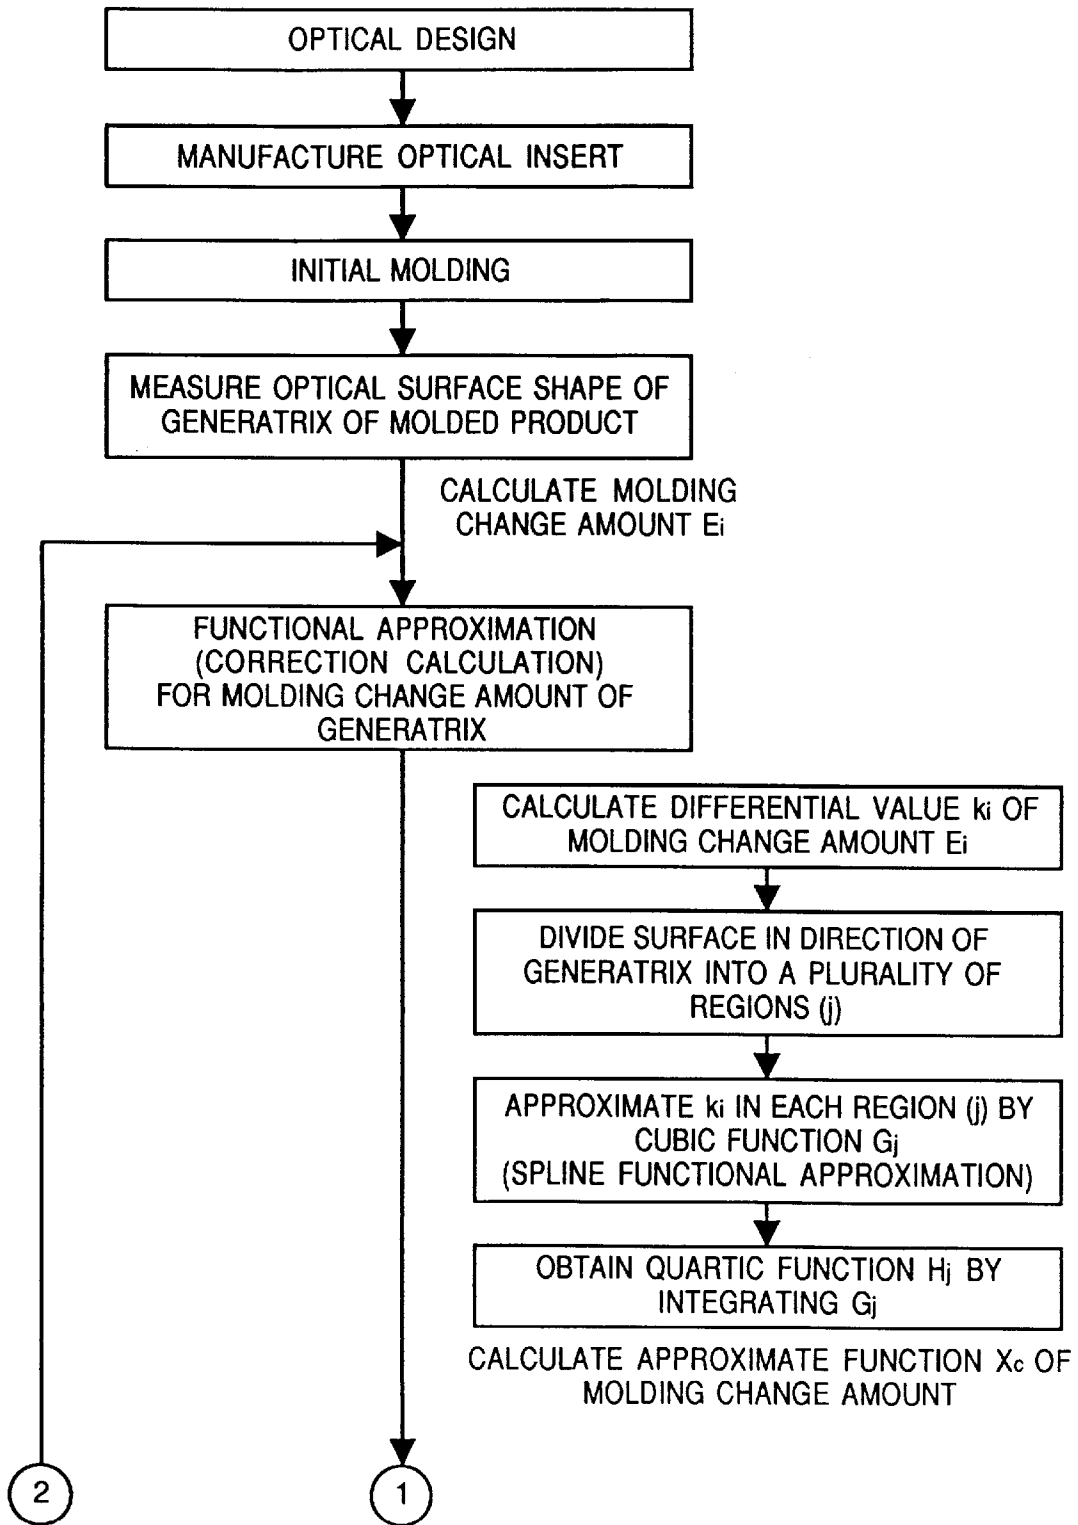 OPTICAL DESIGN
MANUFACTURE OPTICAL INSERT
INITIAL MOLDING
MEASURE OPTICAL SURFACE SHAPE OF
GENERATRIX OF MOLDED PRODUCT
CALCULATE MOLDING
CHANGE AMOUNT Ei
FUNCTIONAL APPROXIMATION
(CORRECTION CALCULATION)
FOR MOLDING CHANGE AMOUNT OF
GENERATRIX
CALCULATE DIFFERENTIAL VALUE ki OF
MOLDING CHANGE AMOUNT Ei
DIVIDE SURFACE IN DIRECTION OF
GENERATRIX INTO A PLURALITY OF
REGIONS (j)
APPROXIMATE ki IN EACH REGION (j) BY
CUBIC FUNCTION Gj
(SPLINE FUNCTIONAL APPROXIMATION)
OBTAIN QUARTIC FUNCTION Hj BY
INTEGRATING Gj
CALCULATE APPROXIMATE FUNCTION Xc OF
MOLDING CHANGE AMOUNT
2
1